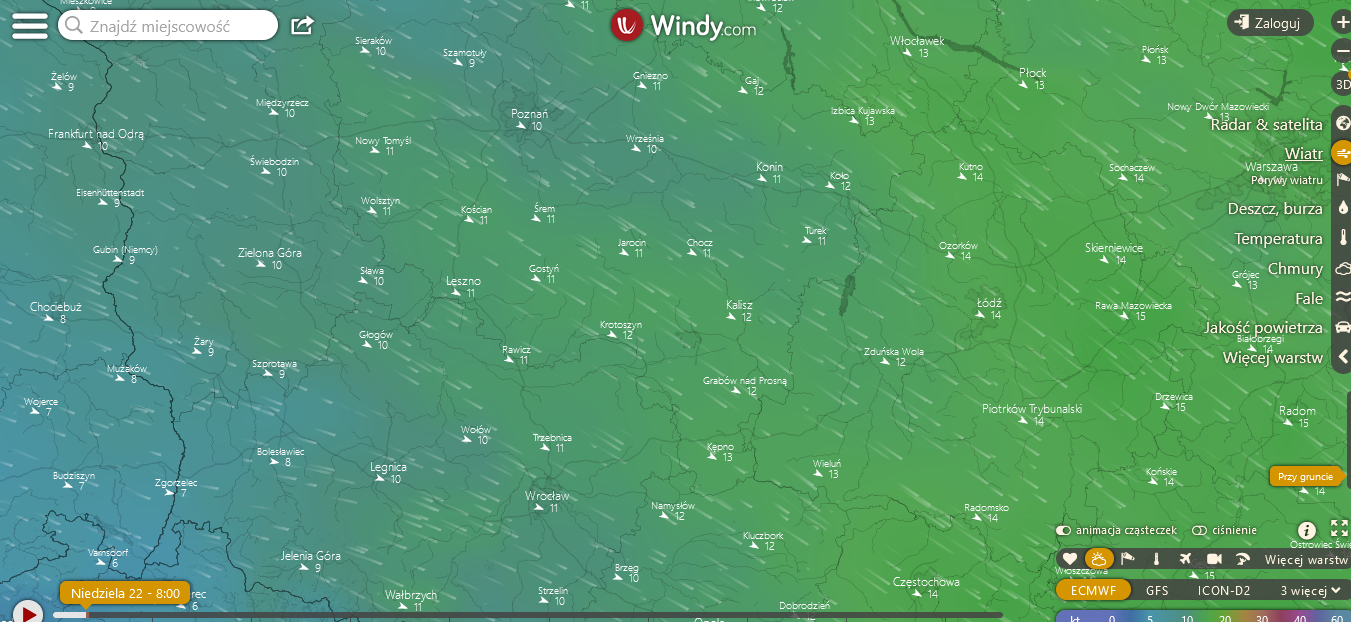 Mieszkowice
11
12
Znajdź miejscowość
Windy.com
Zaloguj
Sieraków
10
Szamotuły
9
Włocławek
13
Płońsk
13
Żelów
9
Gniezno
11
Gaj
12
Płock
13
3D
Międzyrzecz
10
Poznań
10
Izbica Kujawska
13
Nowy Dwór Mazowiecki
13
Radar & satelita
Frankfurt nad Odrą
10
Nowy Tomyśl
11
Września
10
Wiatr
Świebodzin
10
Konin
11
Koło
12
Kutno
14
Sochaczew
14
Warszawa
Porywy wiatru
Eisenhüttenstadt
9
Wolsztyn
11
Kościan
11
Śrem
11
Deszcz, burza
Turek
11
Temperatura
Gubin (Niemcy)
9
Zielona Góra
10
Jarocin
11
Chocz
11
Ozorków
14
Skierniewice
14
Sława
10
Leszno
11
Gostyń
11
Chmury
Grójec
13
Chociebuż
8
Kalisz
12
Łódź
14
Rawa Mazowiecka
15
Fale
Głogów
10
Krotoszyn
12
Jakość powietrza
Żary
9
Rawicz
11
Zduńska Wola
12
Białobrzegi
14
Więcej warstw
Mużaków
8
Szprotawa
9
Grabów nad Prosną
12
Wojerce
7
Piotrków Trybunalski
14
Drzewica
15
Radom
15
Wołów
10
Trzebnica
11
Kępno
13
Bolesławiec
8
Legnica
10
Wieluń
13
Końskie
14
Budziszyn
7
Zgorzelec
7
Przy gruncie
14
Wrocław
11
Namysłów
12
Radomsko
14
animacja cząsteczek
ciśnienie
Kluczbork
12
Varnsdorf
6
Jelenia Góra
9
Ostrowiec Świę
Więcej warstw
Brzeg
10
Włoszczowa
15
Niedziela 22 - 8:00
6
Wałbrzych
11
Strzelin
10
Częstochowa
14
ECMWF
GFS
ICON-D2
3 więcej
Dobrodzień
kt
0
5
10
20
30
40
60